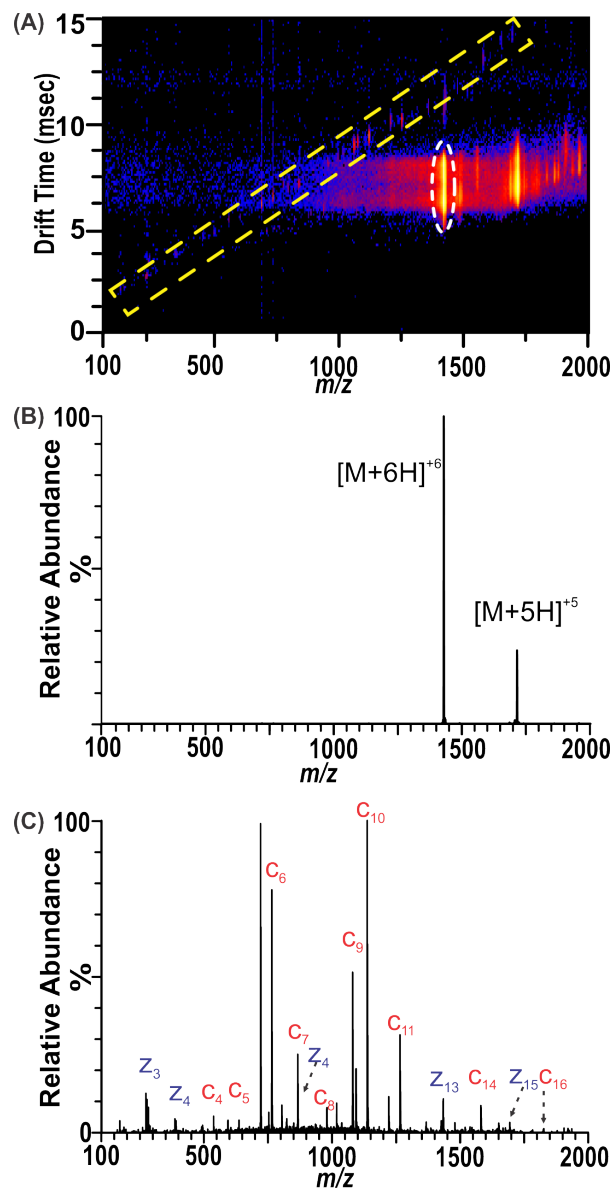 (A)
15
10
5
0
Drift Time (msec)
100 500 1000 1500 2000
m/z
(B)
100
%
Relative Abundance
[M+6H]+6
[M+5H]+5
100 500 1000 1500 2000
m/z
(C)
100
%
Relative Abundance
Z3
Z4
C4
C5
C6
C7
Z4
C8
C9
C10
C11
Z13
C14
Z15
C16
100 500 1000 1500 2000
m/z